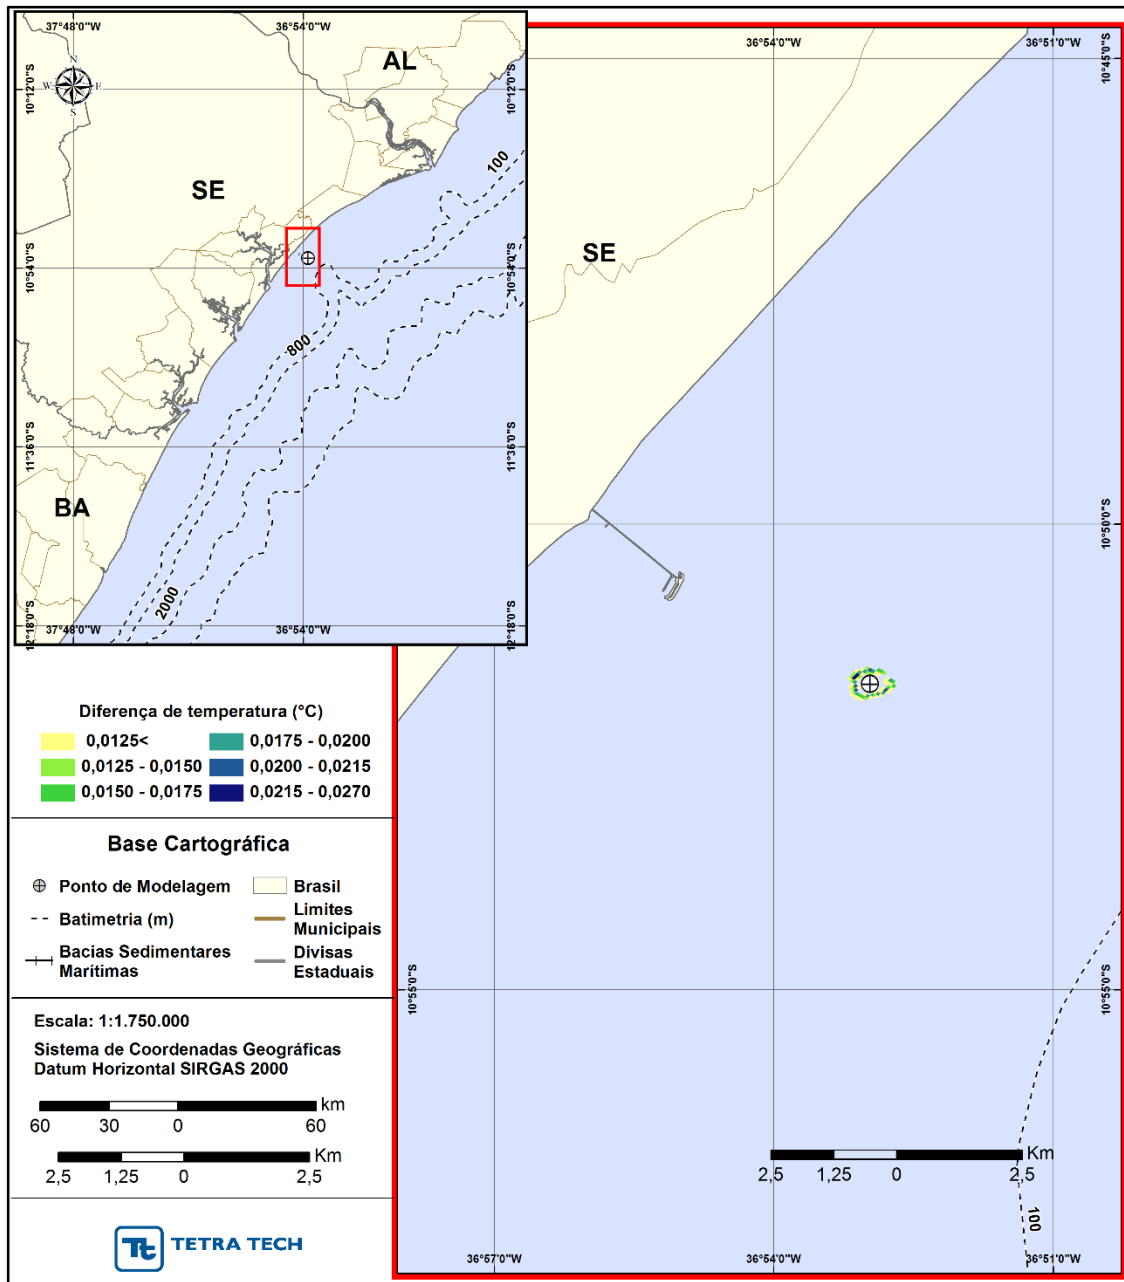 37°48'0"W
36°54'0"W
N
W
E
S
10°12'0"S
10°12'0"S
AL
SE
100
10°54'0"S
10°54'0"S
800
11°36'0"S
11°36'0"S
BA
2000
12°18'0"S
12°18'0"S
37°48'0"W
36°54'0"W
36°54'0"W
36°51'0"W
10°45'0"S
SE
10°50'0"S
10°55'0"S
100
2,5
1,25
0
2,5
Km
36°57'0"W
36°54'0"W
36°51'0"W
Diferença de temperatura (°C)
0,0125<
0,0175 - 0,0200
0,0125 - 0,0150
0,0200 - 0,0215
0,0150 - 0,0175
0,0215 - 0,0270
Base Cartográfica
Ponto de Modelagem
Brasil
Batimetria (m)
Limites
Municipais
Bacias Sedimentares
Marítimas
Divisas
Estaduais
Escala: 1:1.750.000
Sistema de Coordenadas Geográficas
Datum Horizontal SIRGAS 2000
km
60
30
0
60
Km
2,5
1,25
0
2,5
Tt
TETRA TECH